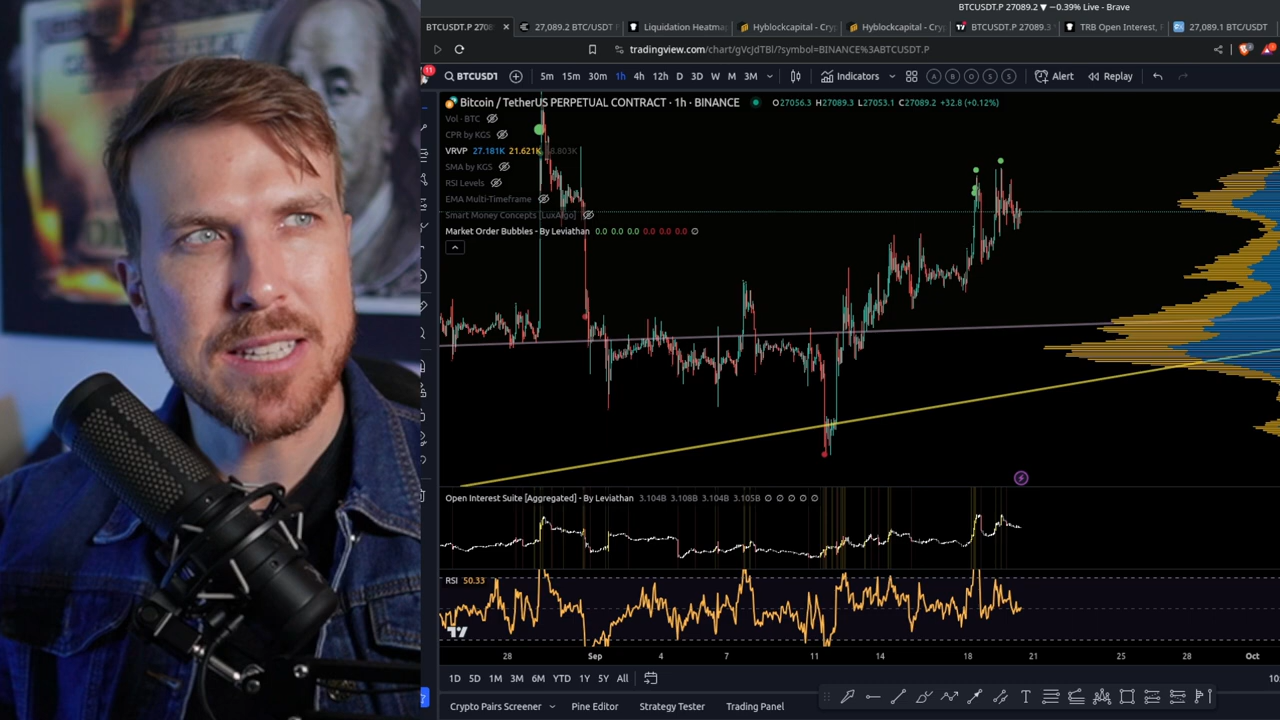 BTCUSDT.P 27089.2 ▼ −0.39% Live - Brave
BTCUSDT.P 2708 × 27,089.2 BTC/USDT Liquidation Heatma Hyblockcapital - Cry Hyblockcapital - Cry BTCUSDT.P 27089.3 TRB Open Interest, 27,089.1 BTC/USDT
tradingview.com/chart/gVcJdTBl/?symbol=BINANCE%3ABTCUSDT.P
11 BTCUSD1 5m 15m 30m 1h 4h 12h D 3D W M 3M Indicators A B O S S Alert Replay
Bitcoin / TetherUS PERPETUAL CONTRACT · 1h · BINANCE O27056.3 H27089.3 L27053.1 C27089.2 +32.8 (+0.12%)
Vol · BTC
CPR by KGS
VRVP 27.181K 21.621K
SMA by KGS
RSI Levels
EMA Multi-Timeframe
Smart Money Concepts [LuxAlgo]
Market Order Bubbles - By Leviathan 0.0 0.0 0.0 0.0 0.0 0.0 ∅
Open Interest Suite [Aggregated] - By Leviathan 3.104B 3.108B 3.104B 3.105B ∅ ∅ ∅ ∅ ∅
RSI 50.33
28 Sep 4 7 11 14 18 21 25 28 Oct
1D 5D 1M 3M 6M YTD 1Y 5Y All 10:
Crypto Pairs Screener Pine Editor Strategy Tester Trading Panel